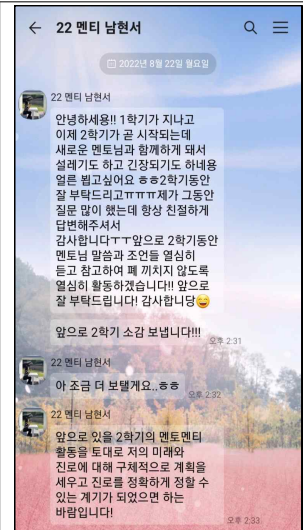 22 멘티 남현서
2022년 8월 22일 월요일
22 멘티 남현서
안녕하세용!! 1학기가 지나고
이제 2학기가 곧 시작되는데
새로운 멘토님과 함께하게 돼서
설레기도 하고 긴장되기도 하네용
얼른 뵙고싶어요 ㅎㅎ2학기동안
잘 부탁드리고ㅠㅠㅠ제가 그동안
질문 많이 했는데 항상 친절하게
답변해주셔서
감사합니다ㅜㅜ앞으로 2학기동안
멘토님 말씀과 조언들 열심히
듣고 참고하여 폐 끼치지 않도록
열심히 활동하겠습니다!! 앞으로
잘 부탁드립니다! 감사합니당😄
앞으로 2학기 소감 보냅니다!!!
오후 2:31
22 멘티 남현서
아 조금 더 보탤게요..ㅎㅎ
오후 2:32
22 멘티 남현서
앞으로 있을 2학기의 멘토멘티
활동을 토대로 저의 미래와
진로에 대해 구체적으로 계획을
세우고 진로를 정확하게 정할 수
있는 계기가 되었으면 하는
바람입니다!
오후 2:33